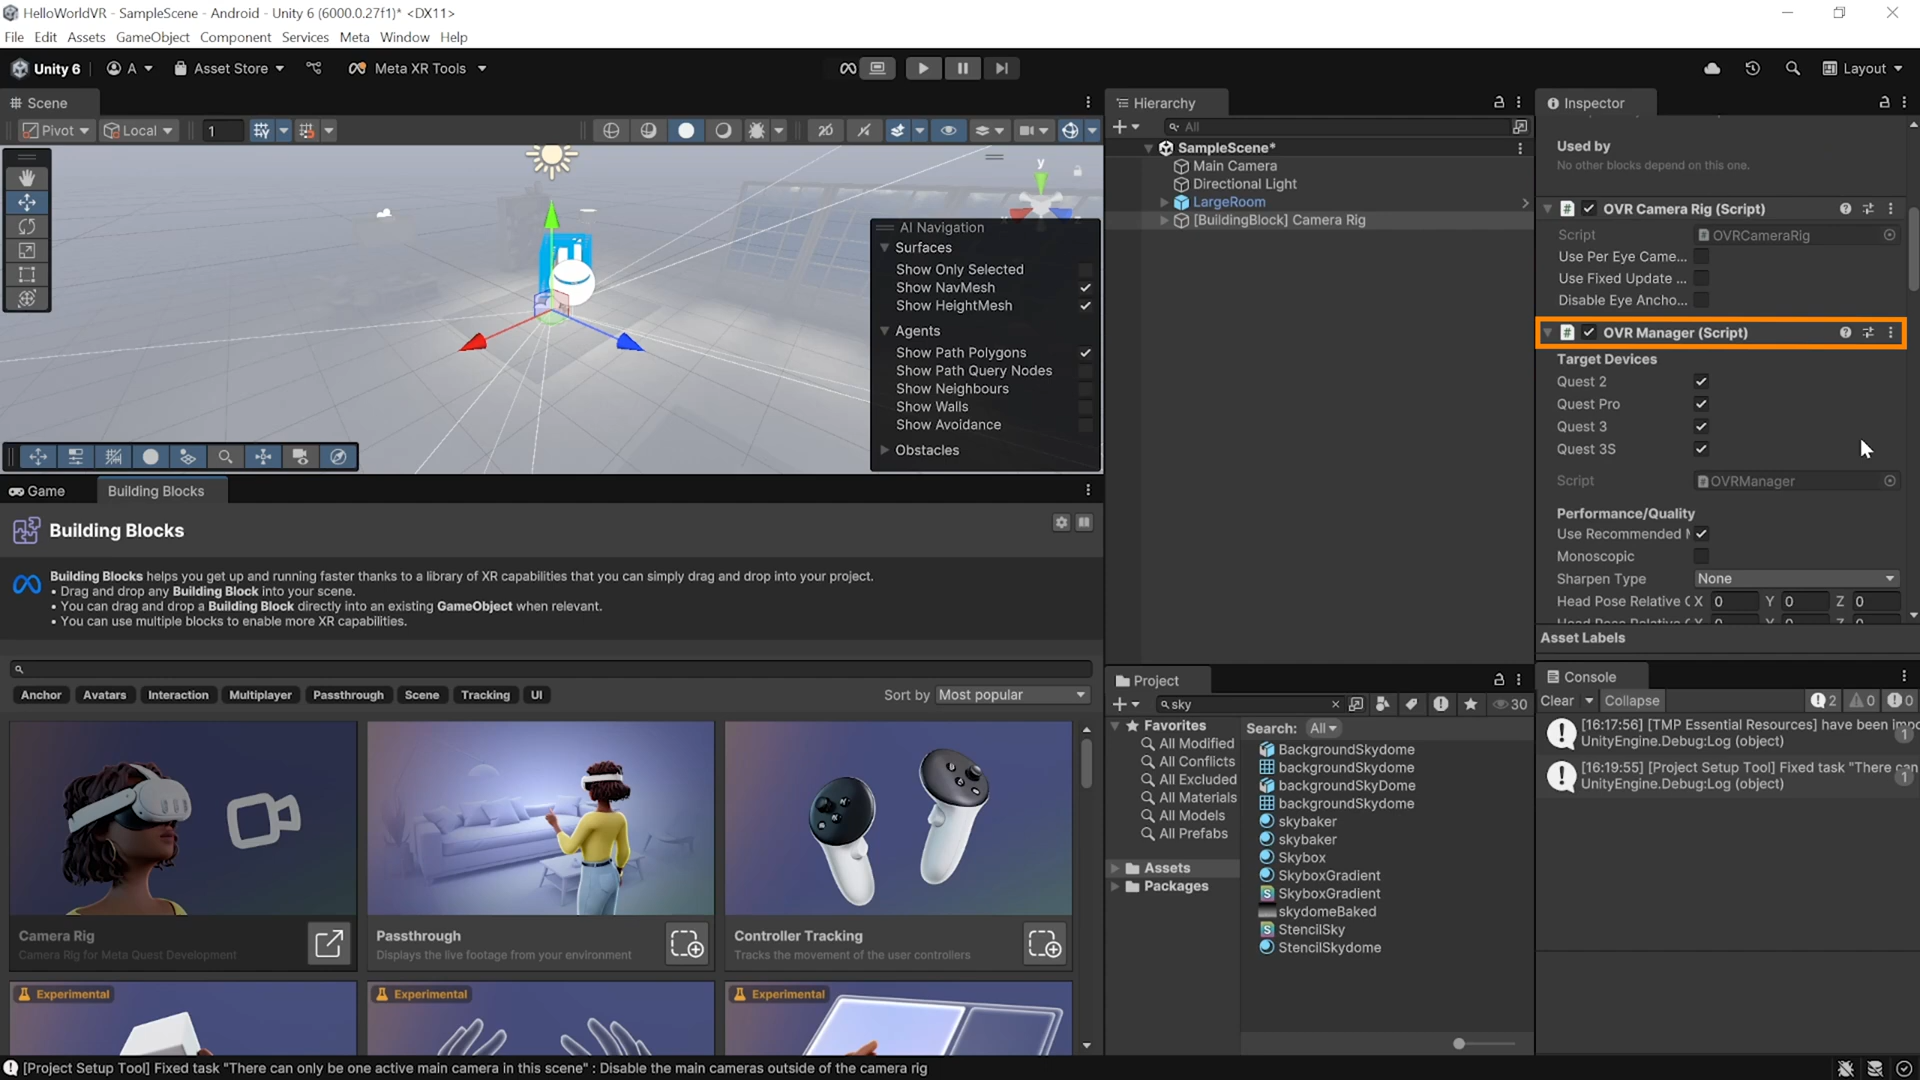 HelloWorldVR - SampleScene - Android - Unity 6 (6000.0.27f1)* <DX11>
File Edit Assets GameObject Component Services Meta Window Help
Unity 6 A Asset Store Meta XR Tools Layout
Scene
Pivot Local 1
y
AI Navigation
Surfaces
Show Only Selected
Show NavMesh
Show HeightMesh
Agents
Show Path Polygons
Show Path Query Nodes
Show Neighbours
Show Walls
Show Avoidance
Obstacles
Game Building Blocks
Building Blocks
Building Blocks helps you get up and running faster thanks to a library of XR capabilities that you can simply drag and drop into your project.
• Drag and drop any Building Block into your scene.
• You can drag and drop a Building Block directly into an existing GameObject when relevant.
• You can use multiple blocks to enable more XR capabilities.
Anchor Avatars Interaction Multiplayer Passthrough Scene Tracking UI Sort by Most popular
Camera Rig
Camera Rig for Meta Quest Development
Passthrough
Displays the live footage from your environment
Controller Tracking
Tracks the movement of the user controllers
Experimental
Experimental
Experimental
Hierarchy
All
SampleScene*
Main Camera
Directional Light
LargeRoom
[BuildingBlock] Camera Rig
Project
sky 30
Favorites
All Modified
All Conflicts
All Excluded
All Materials
All Models
All Prefabs
Assets
Packages
Search: All
BackgroundSkydome
backgroundSkydome
backgroundSkyDome
backgroundSkydome
skybaker
skybaker
Skybox
SkyboxGradient
SkyboxGradient
skydomeBaked
StencilSky
StencilSkydome
Inspector
Used by
No other blocks depend on this one.
OVR Camera Rig (Script)
Script OVRCameraRig
Use Per Eye Came...
Use Fixed Update ...
Disable Eye Ancho...
OVR Manager (Script)
Target Devices
Quest 2
Quest Pro
Quest 3
Quest 3S
Script OVRManager
Performance/Quality
Use Recommended
Monoscopic
Sharpen Type None
Head Pose Relative X 0 Y 0 Z 0
Asset Labels
Console
Clear Collapse 2 0 0
[16:17:56] [TMP Essential Resources] have been impo
UnityEngine.Debug:Log (object) 1
[16:19:55] [Project Setup Tool] Fixed task "There can
UnityEngine.Debug:Log (object) 1
[Project Setup Tool] Fixed task "There can only be one active main camera in this scene" : Disable the main cameras outside of the camera rig